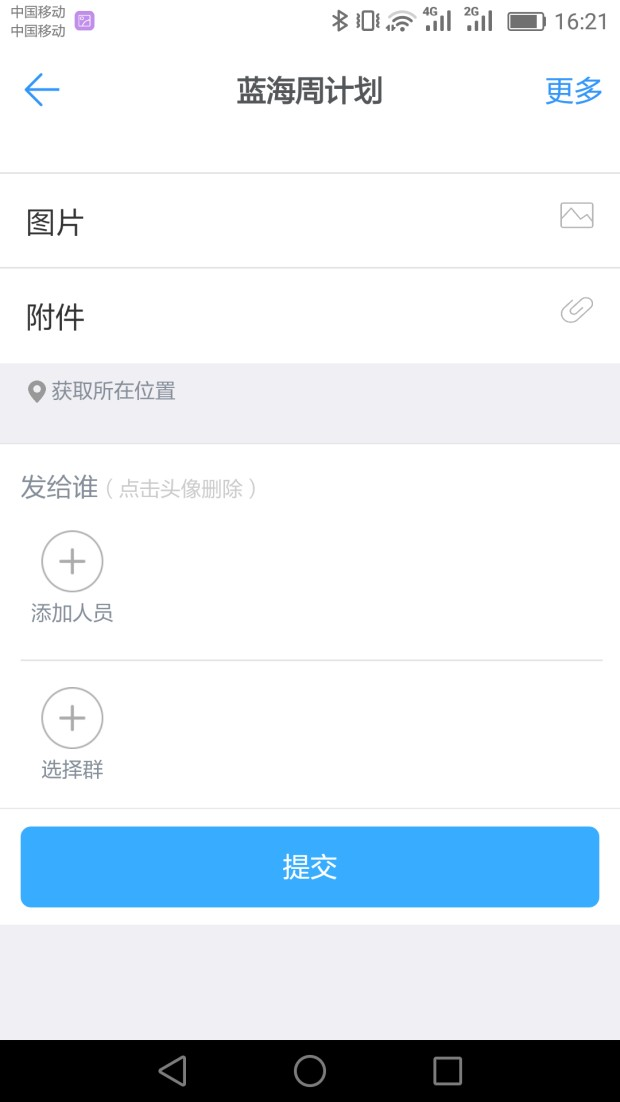 中国移动
中国移动
4G 2G 16:21
蓝海周计划
更多
图片
附件
获取所在位置
发给谁（点击头像删除）
添加人员
选择群
提交